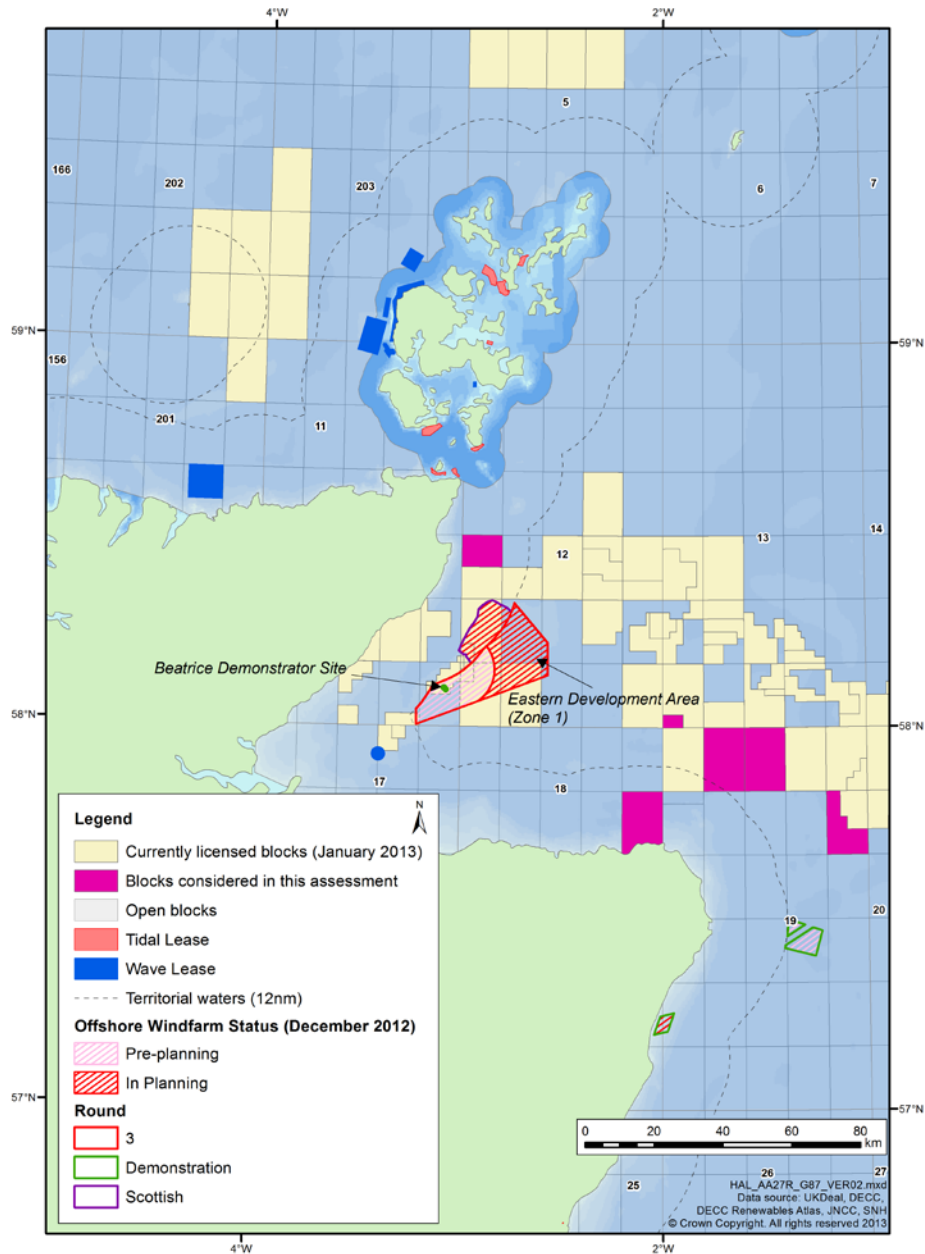 4°W
2°W
5
166
202
203
6
7
59°N
59°N
156
201
11
12
13
14
Beatrice Demonstrator Site
Eastern Development Area
(Zone 1)
58°N
58°N
17
18
19
20
Legend
N
Currently licensed blocks (January 2013)
Blocks considered in this assessment
Open blocks
Tidal Lease
Wave Lease
Territorial waters (12nm)
Offshore Windfarm Status (December 2012)
Pre-planning
In Planning
Round
3
Demonstration
Scottish
57°N
57°N
0 20 40 60 80
km
25
26
27
HAL_AA27R_G87_VER02.mxd
Data source: UKDeal, DECC,
DECC Renewables Atlas, JNCC, SNH
© Crown Copyright. All rights reserved 2013
4°W
2°W